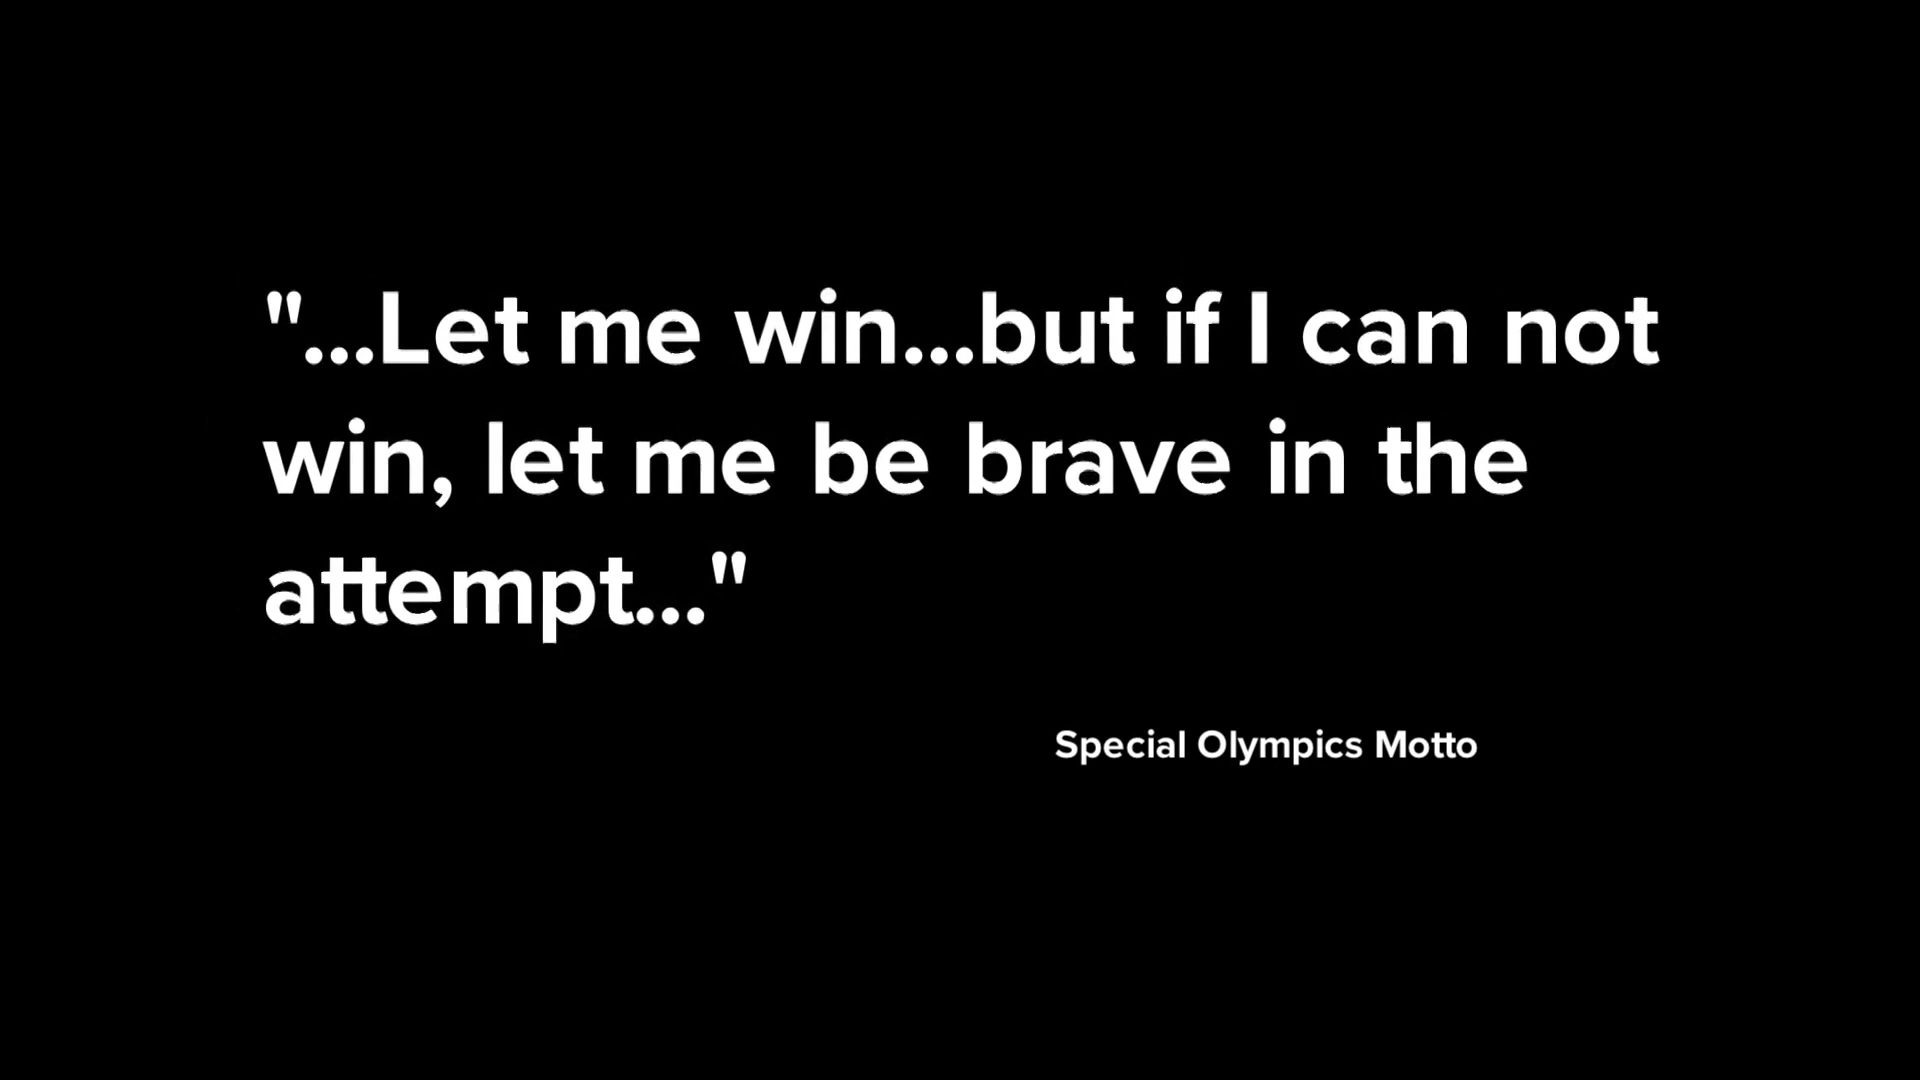 "...Let me win...but if I can not
win, let me be brave in the
attempt..."
Special Olympics Motto